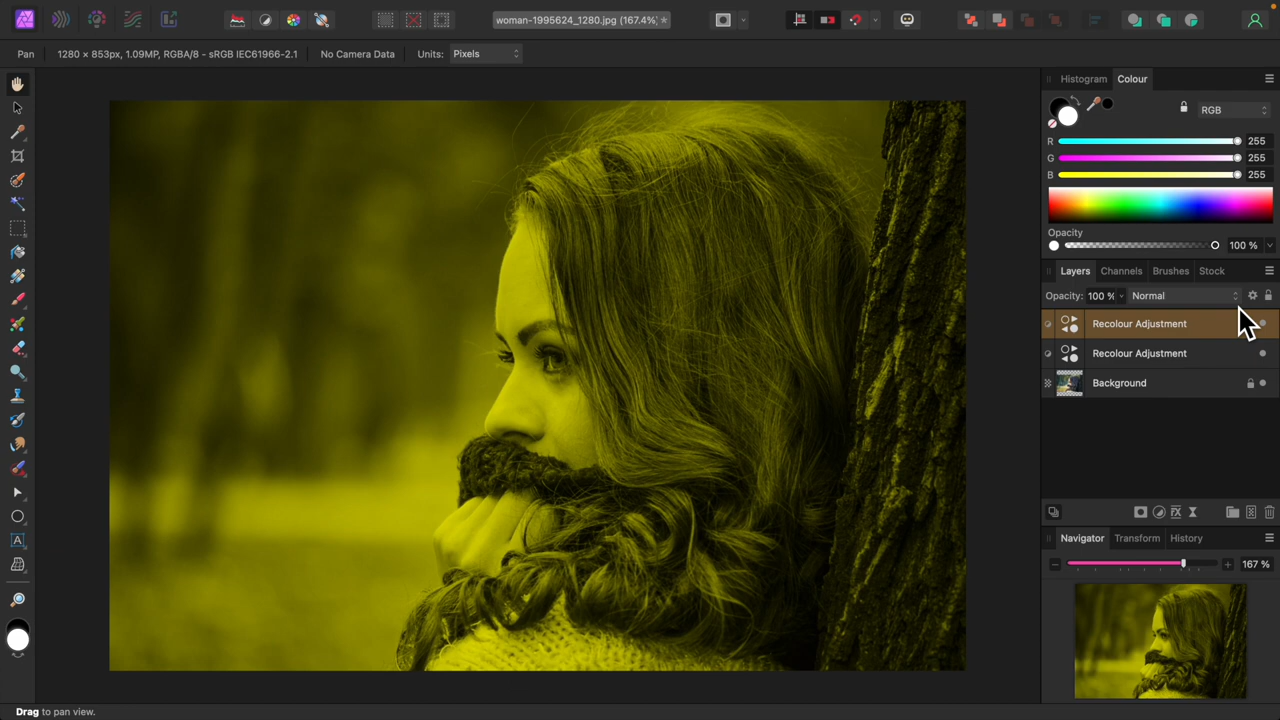 woman-1995624_1280.jpg (167.4%) *
Pan
1280 × 853px, 1.09MP, RGBA/8 - sRGB IEC61966-2.1
No Camera Data
Units:
Pixels
Histogram
Colour
RGB
R
255
G
255
B
255
Opacity
100 %
Layers
Channels
Brushes
Stock
Opacity:
100 %
Normal
Recolour Adjustment
Recolour Adjustment
Background
FX
Navigator
Transform
History
167 %
A
Drag to pan view.